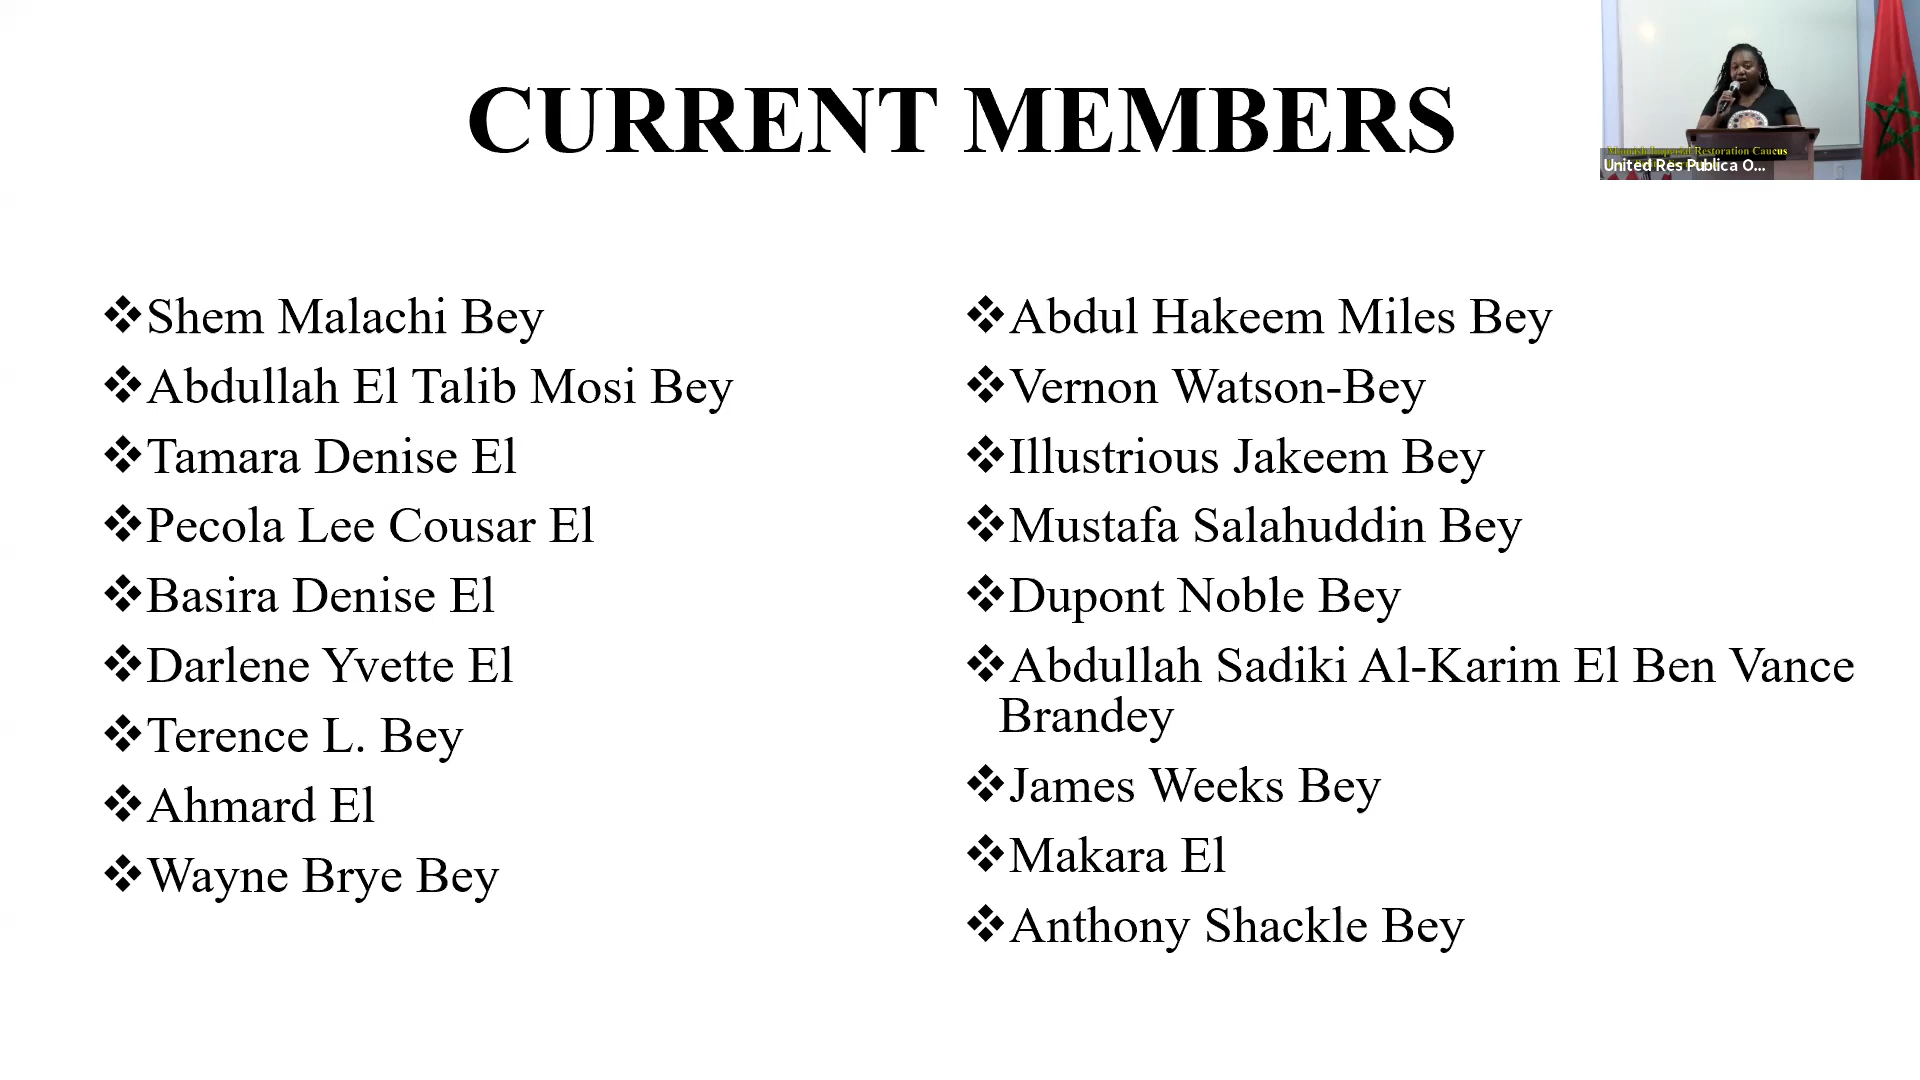 CURRENT MEMBERS
Shem Malachi Bey
Abdullah El Talib Mosi Bey
Tamara Denise El
Pecola Lee Cousar El
Basira Denise El
Darlene Yvette El
Terence L. Bey
Ahmard El
Wayne Brye Bey
Abdul Hakeem Miles Bey
Vernon Watson-Bey
Illustrious Jakeem Bey
Mustafa Salahuddin Bey
Dupont Noble Bey
Abdullah Sadiki Al-Karim El Ben Vance
Brandey
James Weeks Bey
Makara El
Anthony Shackle Bey
Moorish Imperial Restoration Caucus
United Res Publica O...